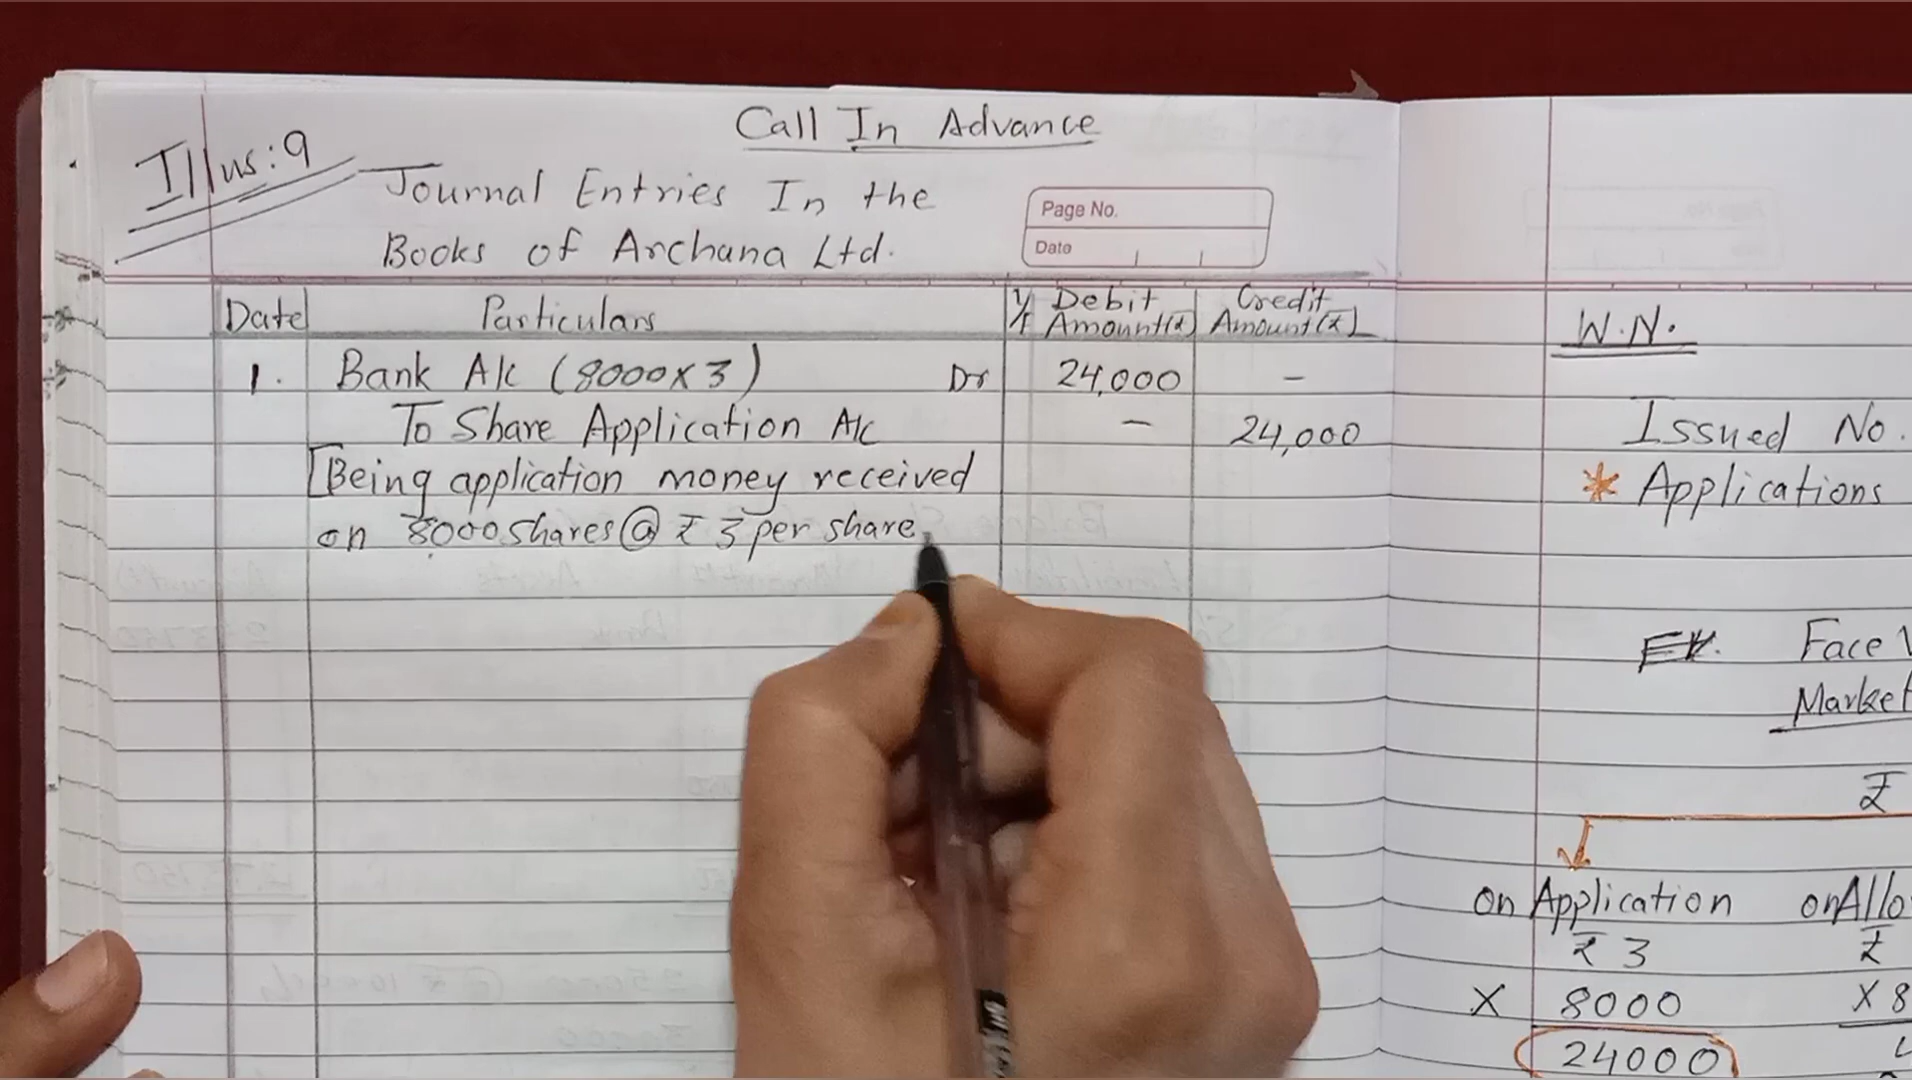 Call In Advance
Illus:9
Journal Entries In the
Books of Archana Ltd.
Page No.
Date
Date Particulars Debit Amount(₹) Credit Amount(₹)
1. Bank A/c (8000x3) Dr 24,000 -
To Share Application A/c - 24,000
[Being application money received
on 8000 shares @ ₹ 3 per share
W.N.
Issued No.
* Applications
Face
Market
₹
on Application on Allo
₹ 3 ₹
X 8000 X 8
24000